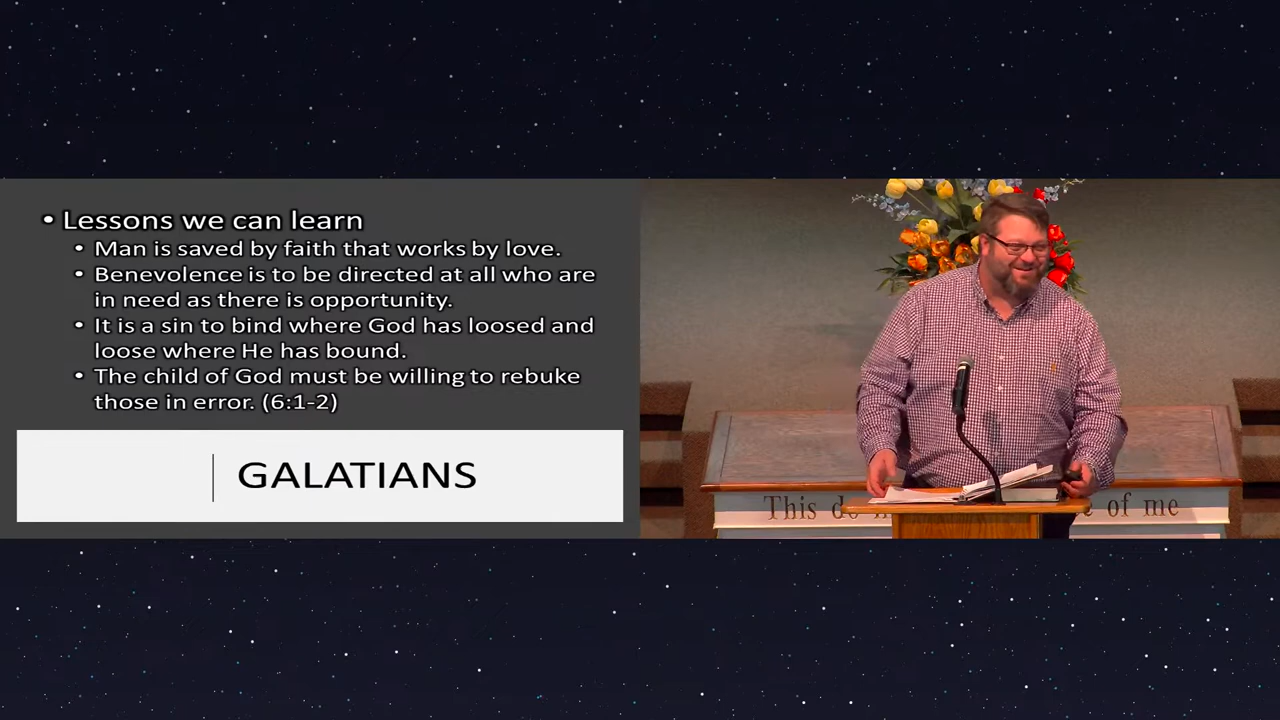 • Lessons we can learn
• Man is saved by faith that works by love.
• Benevolence is to be directed at all who are
in need as there is opportunity.
• It is a sin to bind where God has loosed and
loose where He has bound.
• The child of God must be willing to rebuke
those in error. (6:1-2)
GALATIANS
This do of me